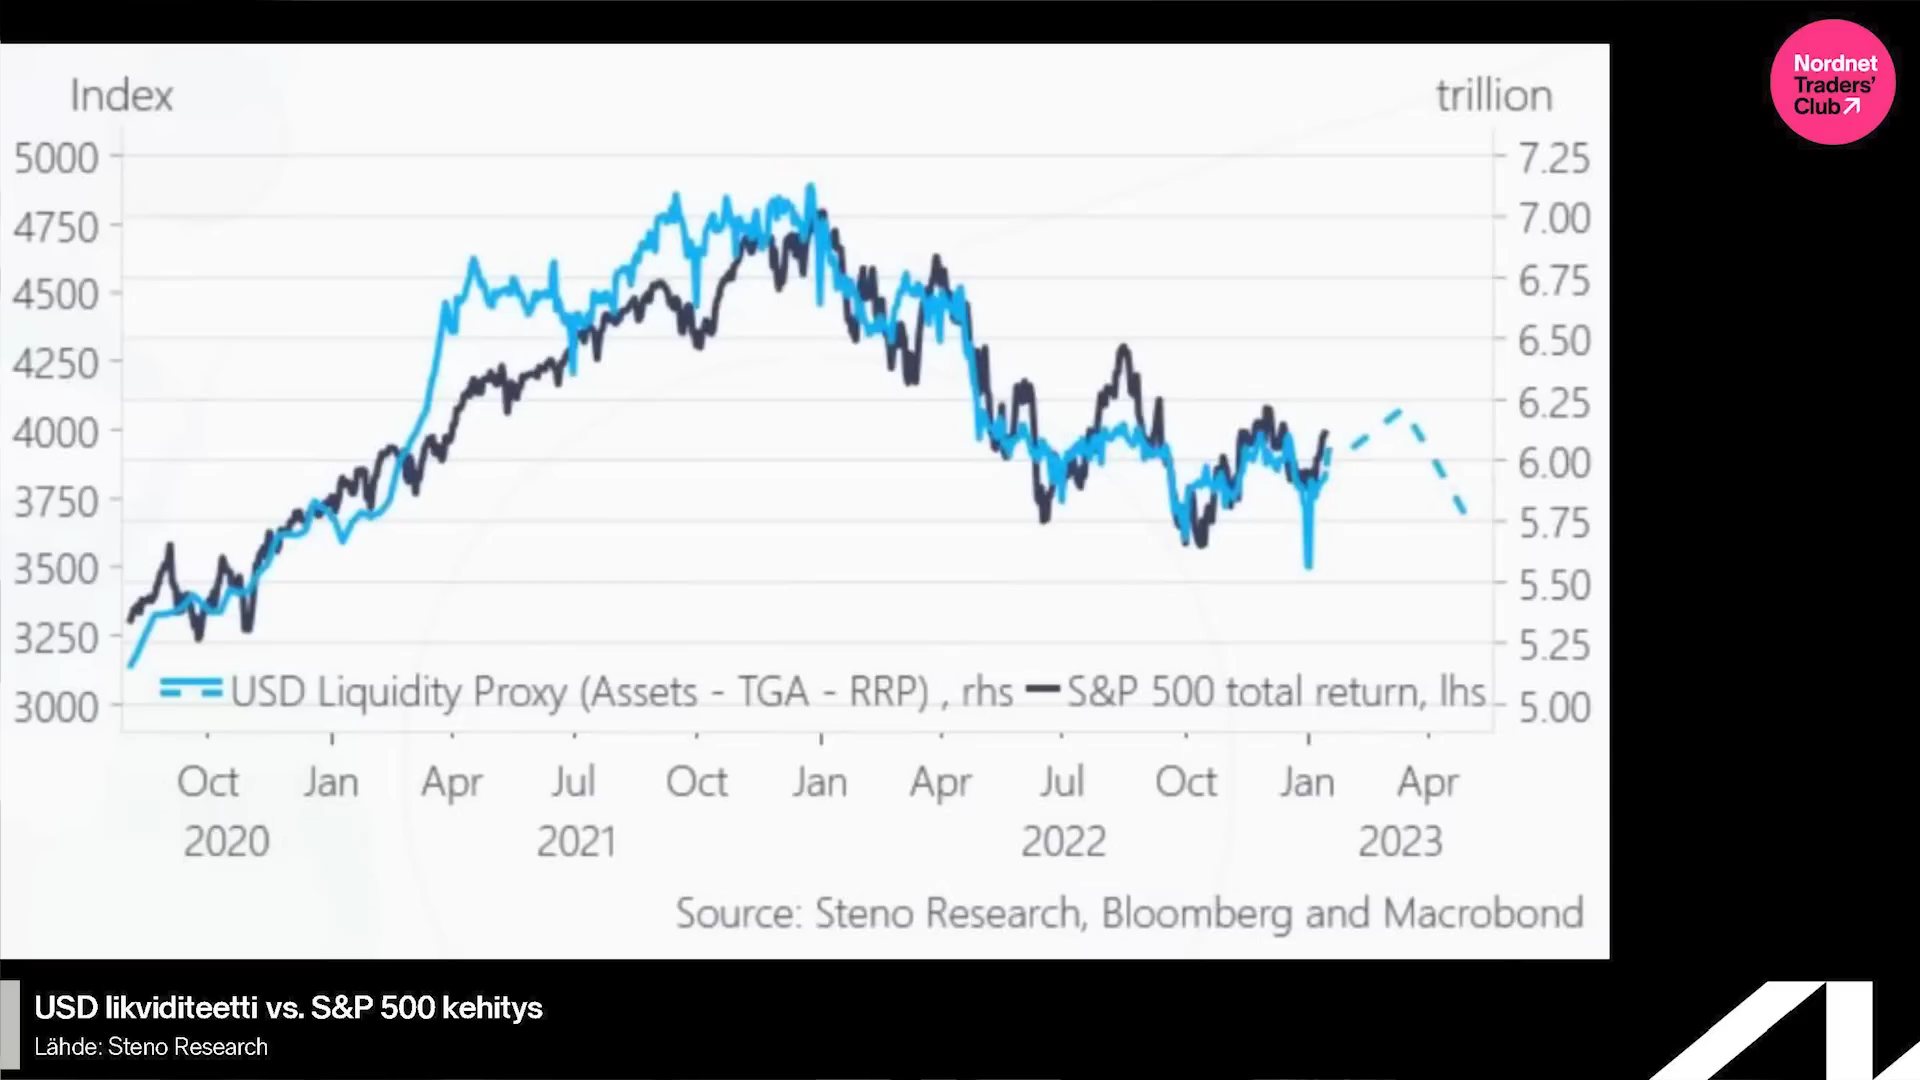 Nordnet
Traders'
Club
Index
trillion
5000
4750
4500
4250
4000
3750
3500
3250
3000
7.25
7.00
6.75
6.50
6.25
6.00
5.75
5.50
5.25
5.00
USD Liquidity Proxy (Assets - TGA - RRP) , rhs S&P 500 total return, lhs
Oct Jan Apr Jul Oct Jan Apr Jul Oct Jan Apr
2020 2021 2022 2023
Source: Steno Research, Bloomberg and Macrobond
USD likviditeetti vs. S&P 500 kehitys
Lähde: Steno Research